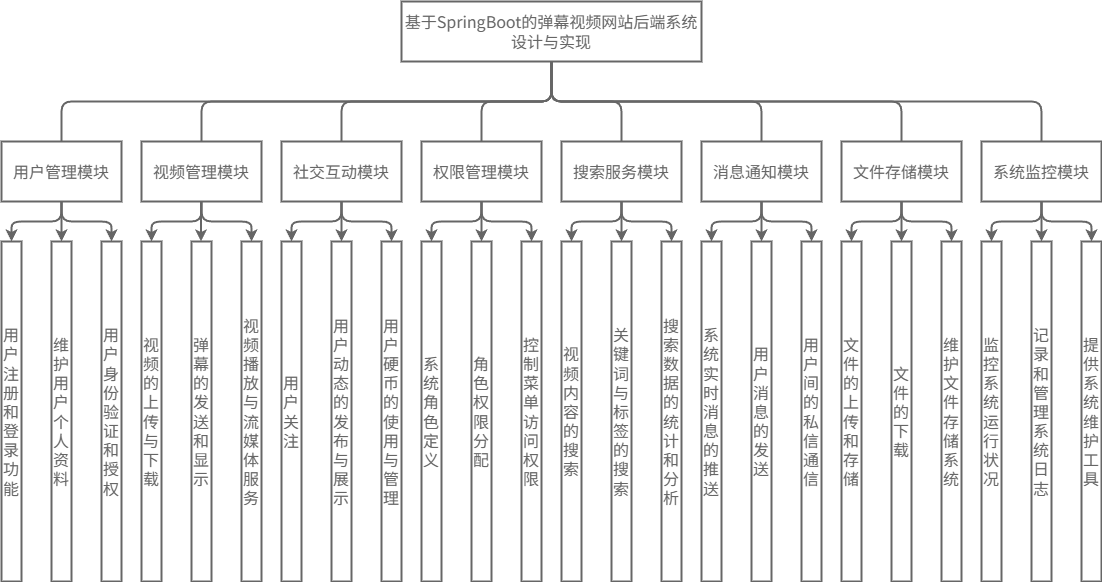 基于SpringBoot的弹幕视频网站后端系统
设计与实现
用户管理模块
视频管理模块
社交互动模块
权限管理模块
搜索服务模块
消息通知模块
文件存储模块
系统监控模块
用户注册和登录功能
维护用户个人资料
用户身份验证和授权
视频的上传与下载
弹幕的发送和显示
视频播放与流媒体服务
用户关注
用户动态的发布与展示
用户硬币的使用与管理
系统角色定义
角色权限分配
控制菜单访问权限
视频内容的搜索
关键词与标签的搜索
搜索数据的统计和分析
系统实时消息的推送
用户消息的发送
用户间的私信通信
文件的上传和存储
文件的下载
维护文件存储系统
监控系统运行状况
记录和管理系统日志
提供系统维护工具